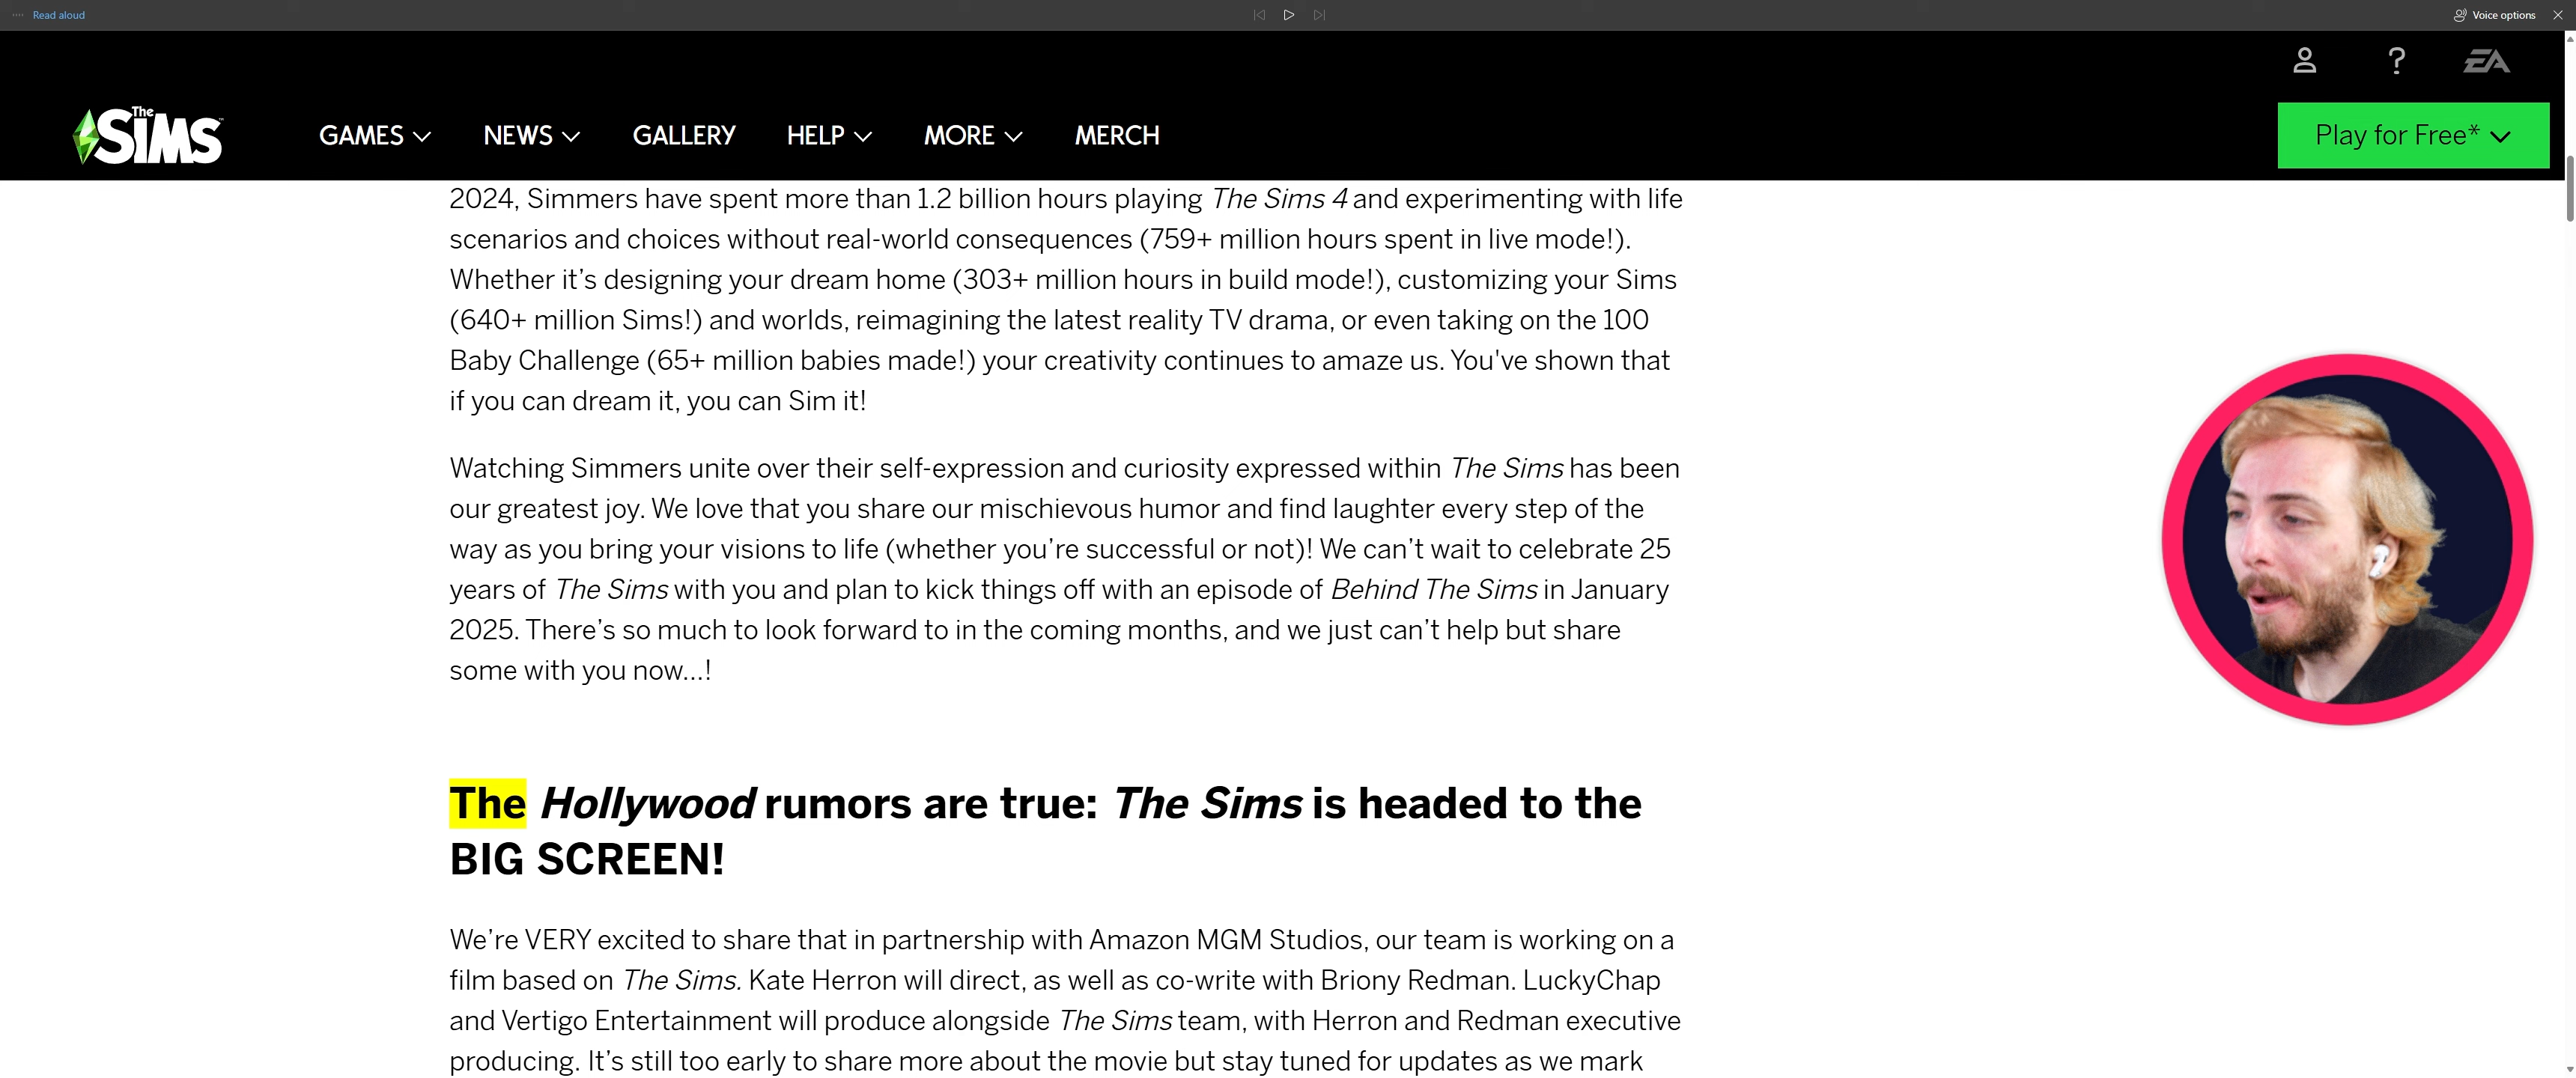 Read aloud
Voice options
EA
The Sims
GAMES
NEWS
GALLERY
HELP
MORE
MERCH
Play for Free*
2024, Simmers have spent more than 1.2 billion hours playing The Sims 4 and experimenting with life
scenarios and choices without real-world consequences (759+ million hours spent in live mode!).
Whether it’s designing your dream home (303+ million hours in build mode!), customizing your Sims
(640+ million Sims!) and worlds, reimagining the latest reality TV drama, or even taking on the 100
Baby Challenge (65+ million babies made!) your creativity continues to amaze us. You've shown that
if you can dream it, you can Sim it!
Watching Simmers unite over their self-expression and curiosity expressed within The Sims has been
our greatest joy. We love that you share our mischievous humor and find laughter every step of the
way as you bring your visions to life (whether you’re successful or not)! We can’t wait to celebrate 25
years of The Sims with you and plan to kick things off with an episode of Behind The Sims in January
2025. There’s so much to look forward to in the coming months, and we just can’t help but share
some with you now...!
The Hollywood rumors are true: The Sims is headed to the
BIG SCREEN!
We’re VERY excited to share that in partnership with Amazon MGM Studios, our team is working on a
film based on The Sims. Kate Herron will direct, as well as co-write with Briony Redman. LuckyChap
and Vertigo Entertainment will produce alongside The Sims team, with Herron and Redman executive
producing. It’s still too early to share more about the movie but stay tuned for updates as we mark